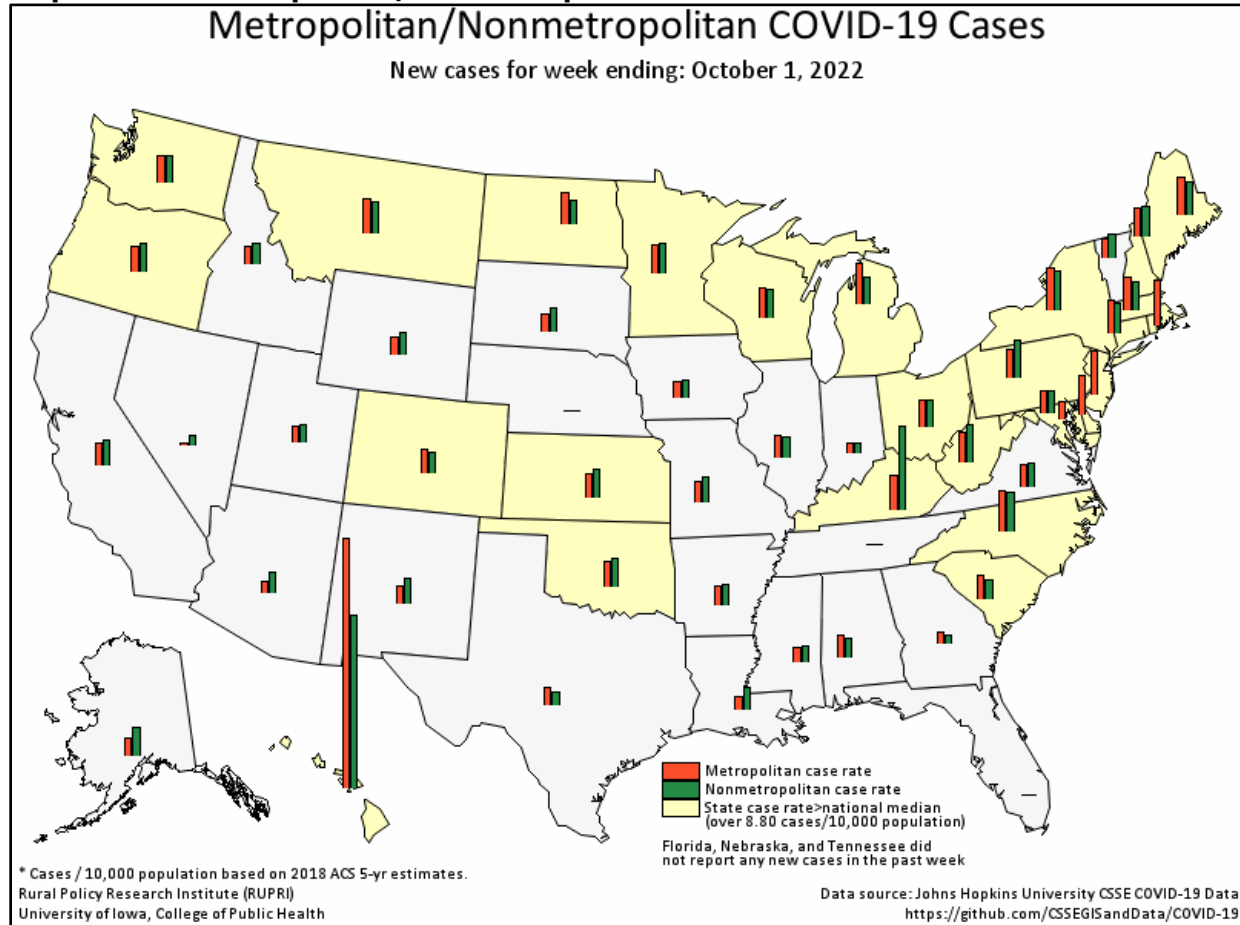 Metropolitan/Nonmetropolitan COVID-19 Cases
New cases for week ending: October 1, 2022
Metropolitan case rate
Nonmetropolitan case rate
State case rate>national median
(over 8.80 cases/10,000 population)
Florida, Nebraska, and Tennessee did
not report any new cases in the past week
* Cases / 10,000 population based on 2018 ACS 5-yr estimates.
Rural Policy Research Institute (RUPRI)
University of Iowa, College of Public Health
Data source: Johns Hopkins University CSSE COVID-19 Data
https://github.com/CSSEGISandData/COVID-19